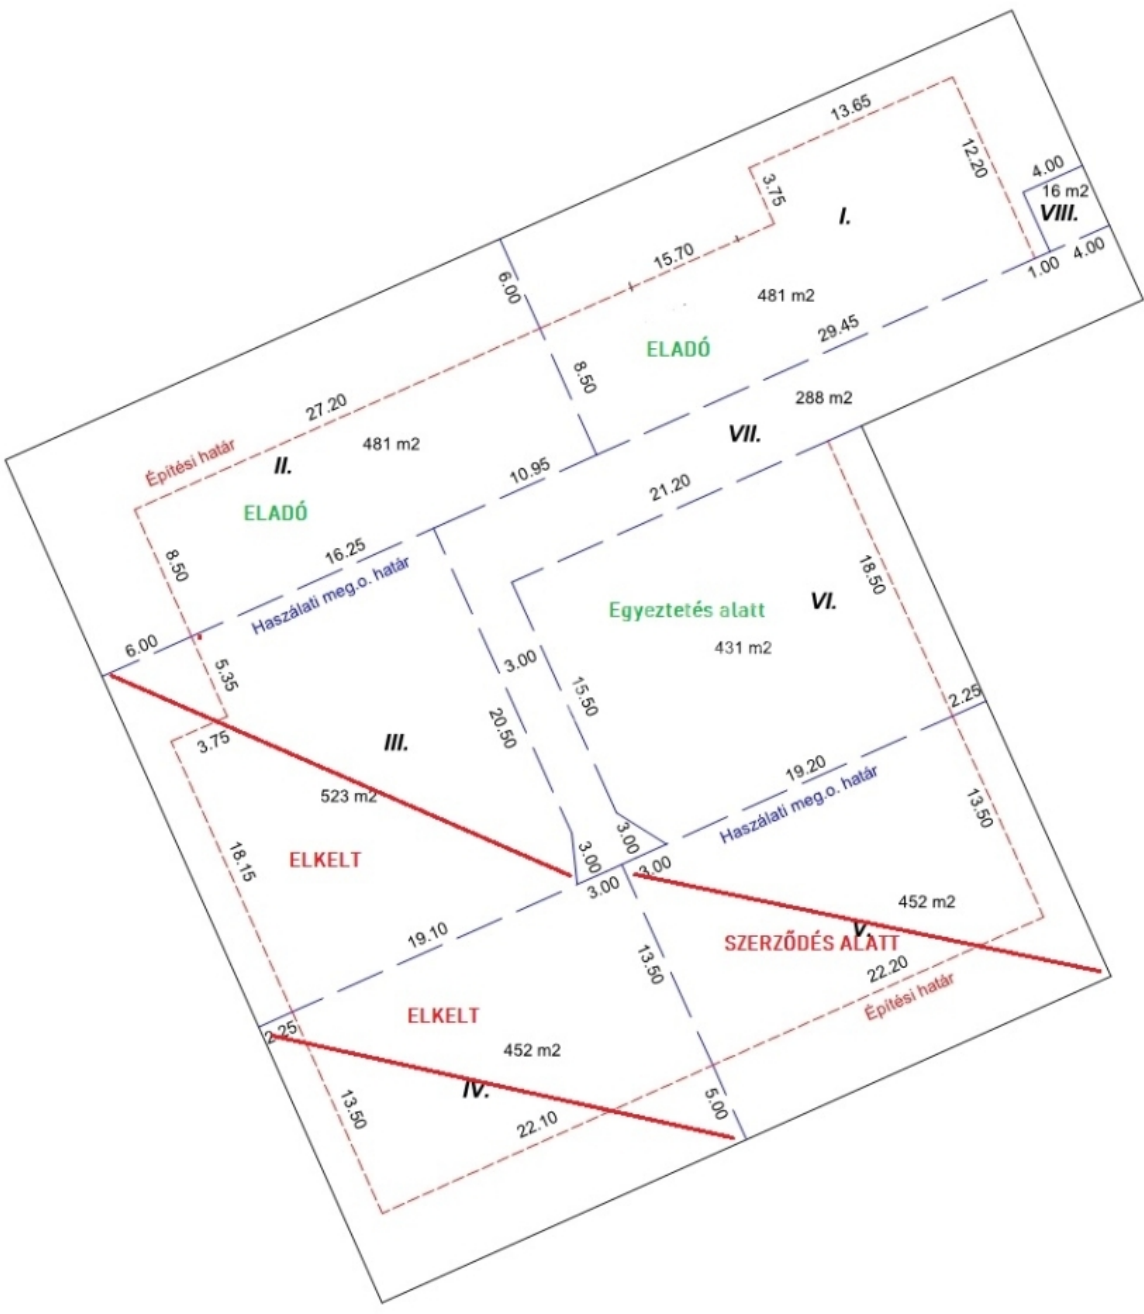 13.65
12.20
3.75
4.00
16 m2
VIII.
I.
15.70
6.00
4.00
1.00
481 m2
29.45
ELADÓ
8.50
288 m2
27.20
VII.
481 m2
Építési határ
II.
10.95
21.20
ELADÓ
16.25
8.50
Haszálati meg.o. határ
18.50
Egyeztetés alatt
VI.
6.00
431 m2
3.00
5.35
15.50
2.25
20.50
3.75
III.
19.20
523 m2
Haszálati meg.o. határ
13.50
3.00
3.00
18.15
ELKELT
3.00
3.00
452 m2
V.
19.10
SZERZŐDÉS ALATT
13.50
22.20
Építési határ
ELKELT
2.25
452 m2
IV.
5.00
13.50
22.10